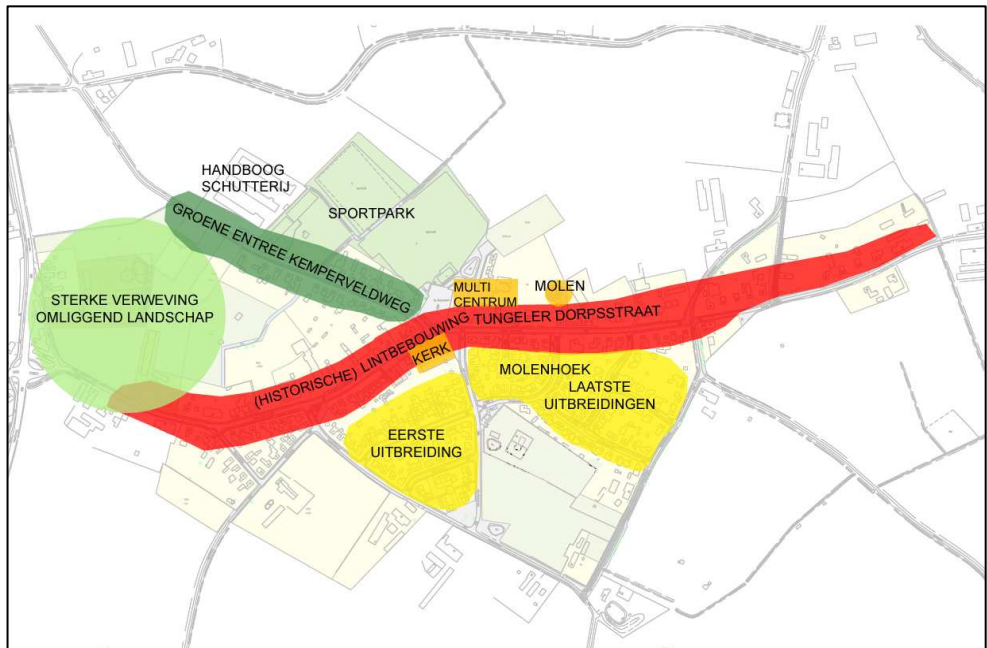 HANDBOOG
SCHUTTERIJ
SPORTPARK
GROENE ENTREE KEMPERVELDWEG
STERKE VERWEVING
OMLIGGEND LANDSCHAP
MULTI
CENTRUM
MOLEN
(HISTORISCHE) LINTBEBOUWING
TUNGELER DORPSSTRAAT
KERK
MOLENHOEK
LAATSTE
UITBREIDINGEN
EERSTE
UITBREIDING